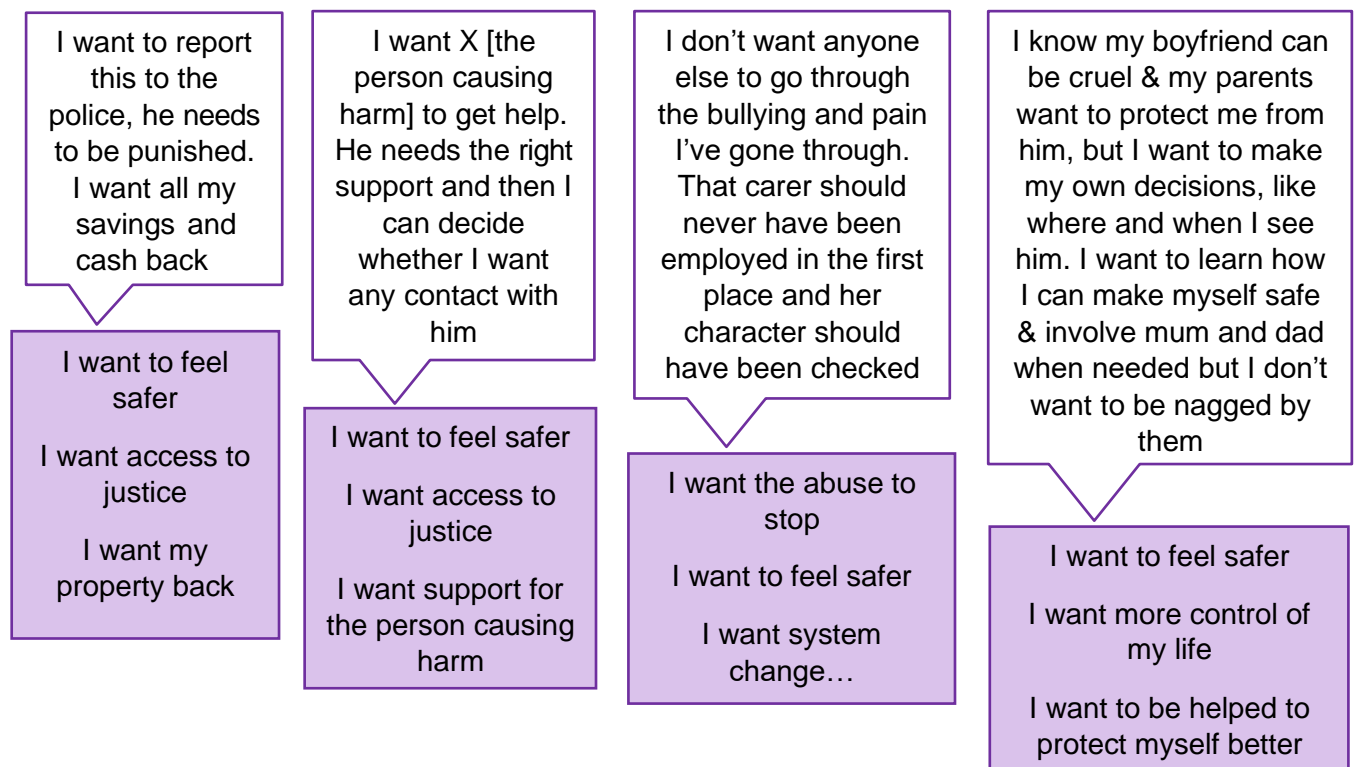 I want to report
this to the
police, he needs
to be punished.
I want all my
savings and
cash back
I want to feel
safer
I want access to
justice
I want my
property back
I want X [the
person causing
harm] to get help.
He needs the right
support and then I
can decide
whether I want
any contact with
him
I want to feel safer
I want access to
justice
I want support for
the person causing
harm
I don’t want anyone
else to go through
the bullying and pain
I’ve gone through.
That carer should
never have been
employed in the first
place and her
character should
have been checked
I want the abuse to
stop
I want to feel safer
I want system
change…
I know my boyfriend can
be cruel & my parents
want to protect me from
him, but I want to make
my own decisions, like
where and when I see
him. I want to learn how
I can make myself safe
& involve mum and dad
when needed but I don’t
want to be nagged by
them
I want to feel safer
I want more control of
my life
I want to be helped to
protect myself better